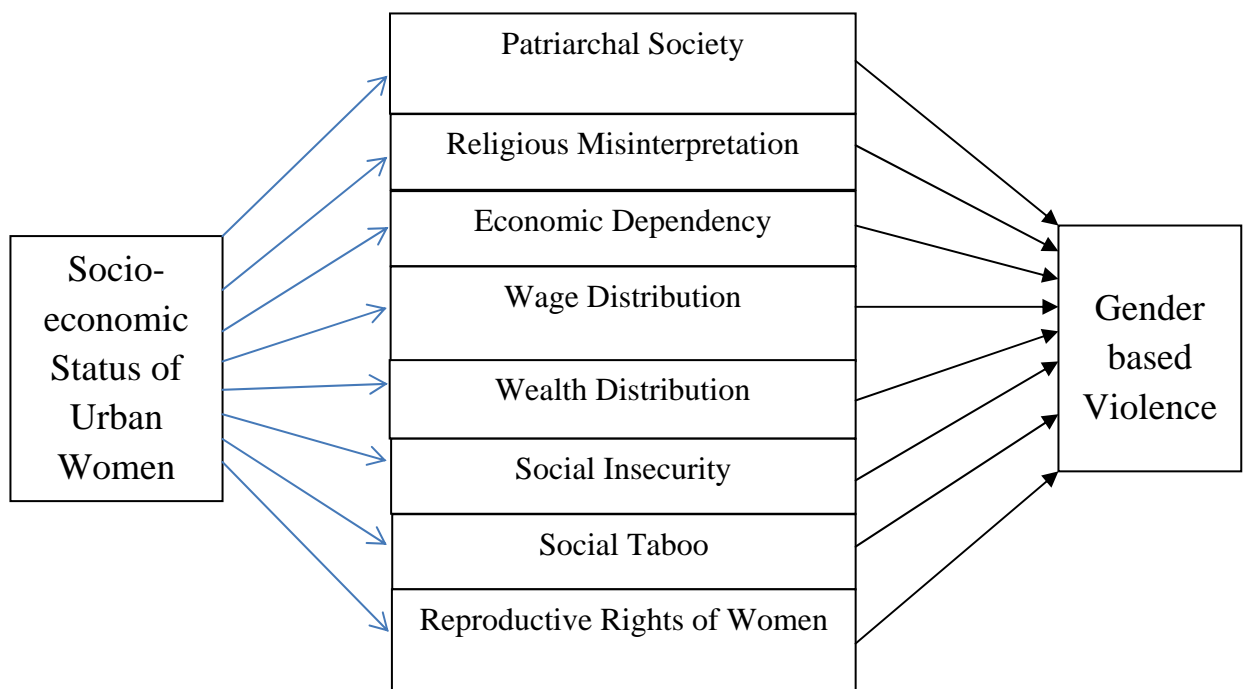 Socio-
economic
Status of
Urban
Women
Patriarchal Society
Religious Misinterpretation
Economic Dependency
Wage Distribution
Wealth Distribution
Social Insecurity
Social Taboo
Reproductive Rights of Women
Gender
based
Violence